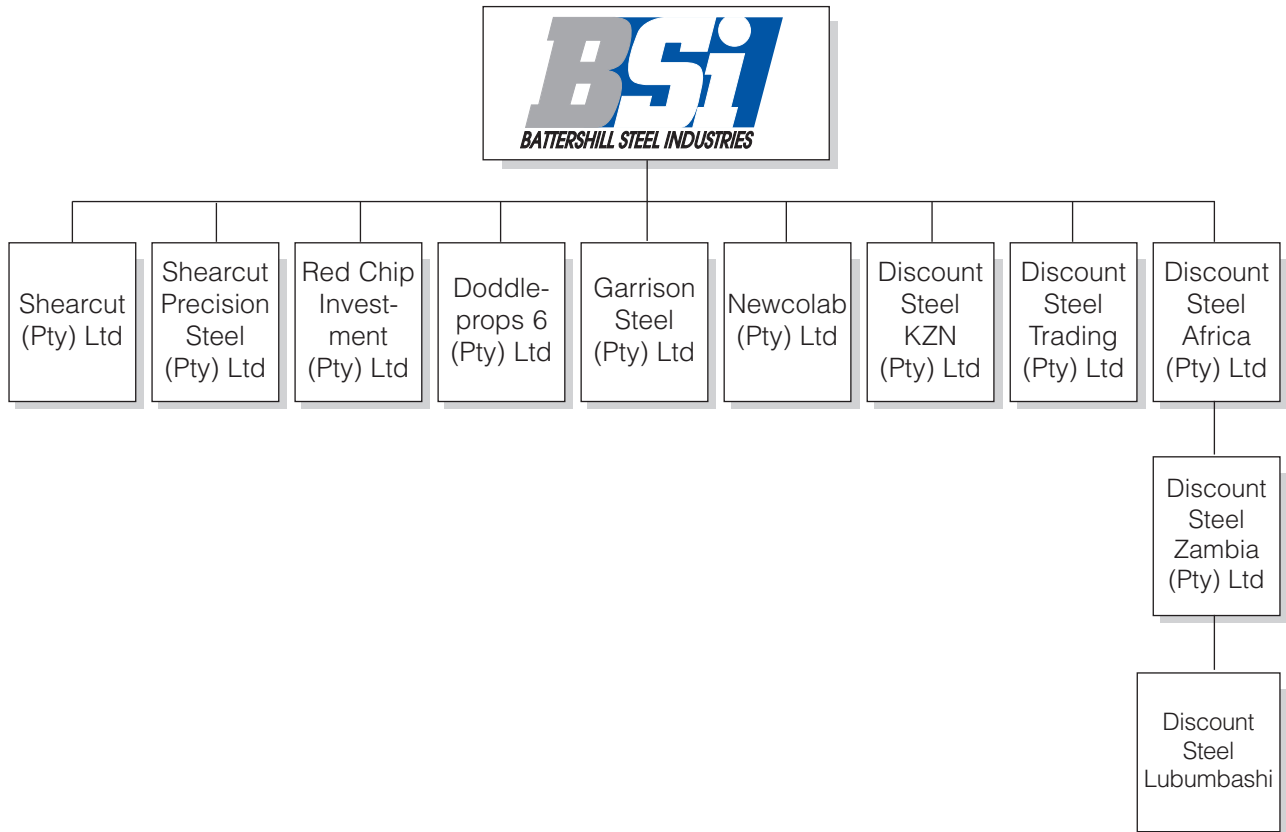 BSi
BATTERSHILL STEEL INDUSTRIES
Shearcut
(Pty) Ltd
Shearcut
Precision
Steel
(Pty) Ltd
Red Chip
Invest-
ment
(Pty) Ltd
Doddle-
props 6
(Pty) Ltd
Garrison
Steel
(Pty) Ltd
Newcolab
(Pty) Ltd
Discount
Steel
KZN
(Pty) Ltd
Discount
Steel
Trading
(Pty) Ltd
Discount
Steel
Africa
(Pty) Ltd
Discount
Steel
Zambia
(Pty) Ltd
Discount
Steel
Lubumbashi